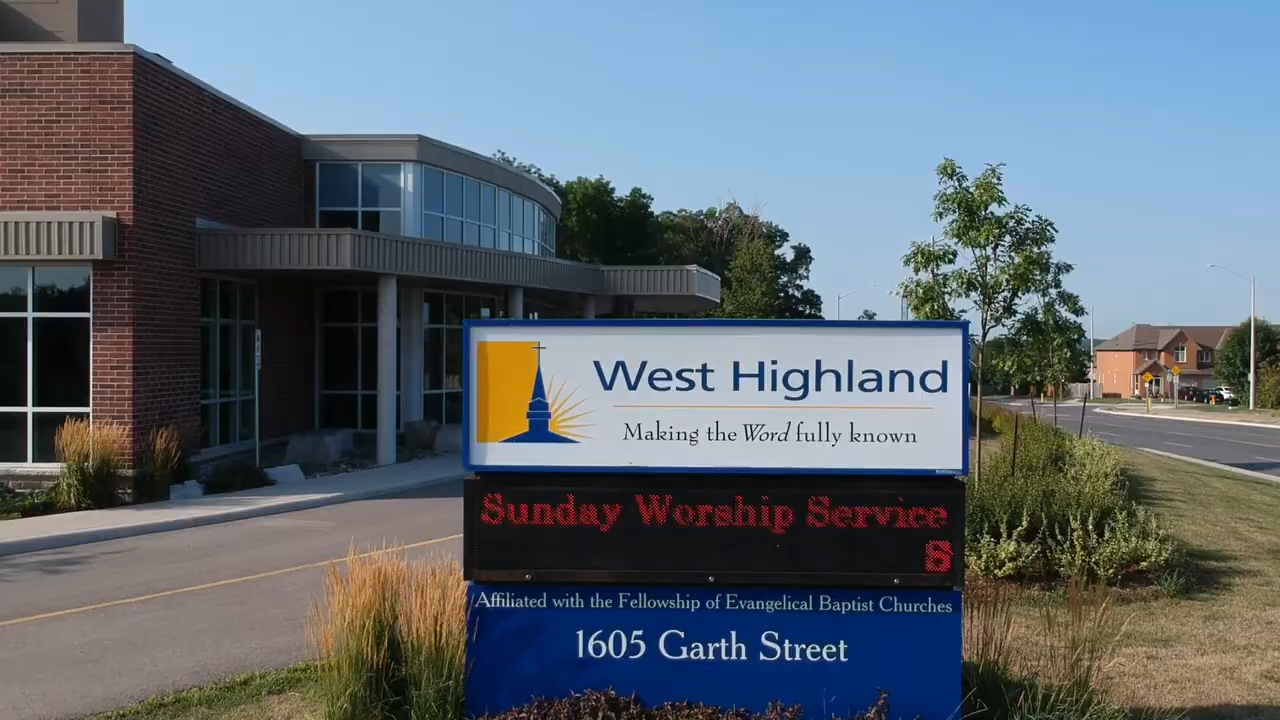 West Highland
Making the Word fully known
Sunday Worship Service
8
Affiliated with the Fellowship of Evangelical Baptist Churches
1605 Garth Street